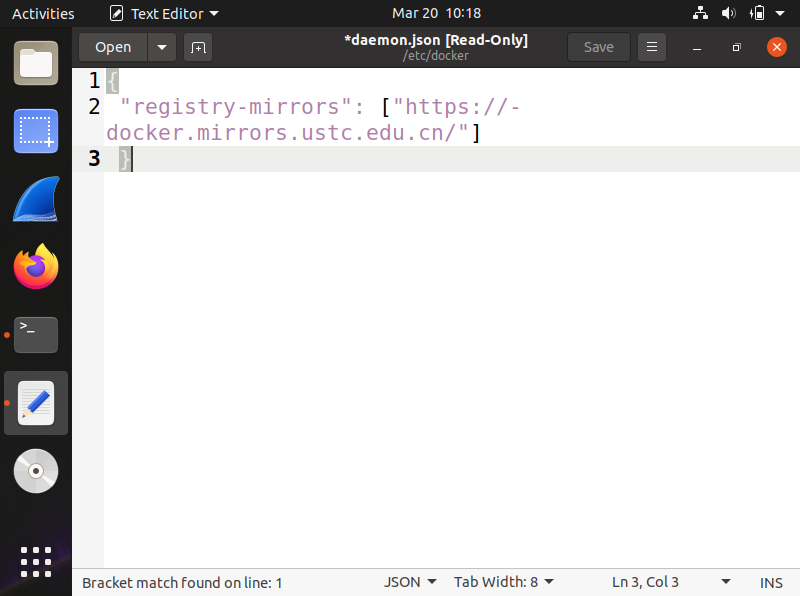 Activities Text Editor Mar 20 10:18
Open *daemon.json [Read-Only] Save
/etc/docker
1 {
2 "registry-mirrors": ["https://-
docker.mirrors.ustc.edu.cn/"]
3 }
>_
Bracket match found on line: 1 JSON Tab Width: 8 Ln 3, Col 3 INS